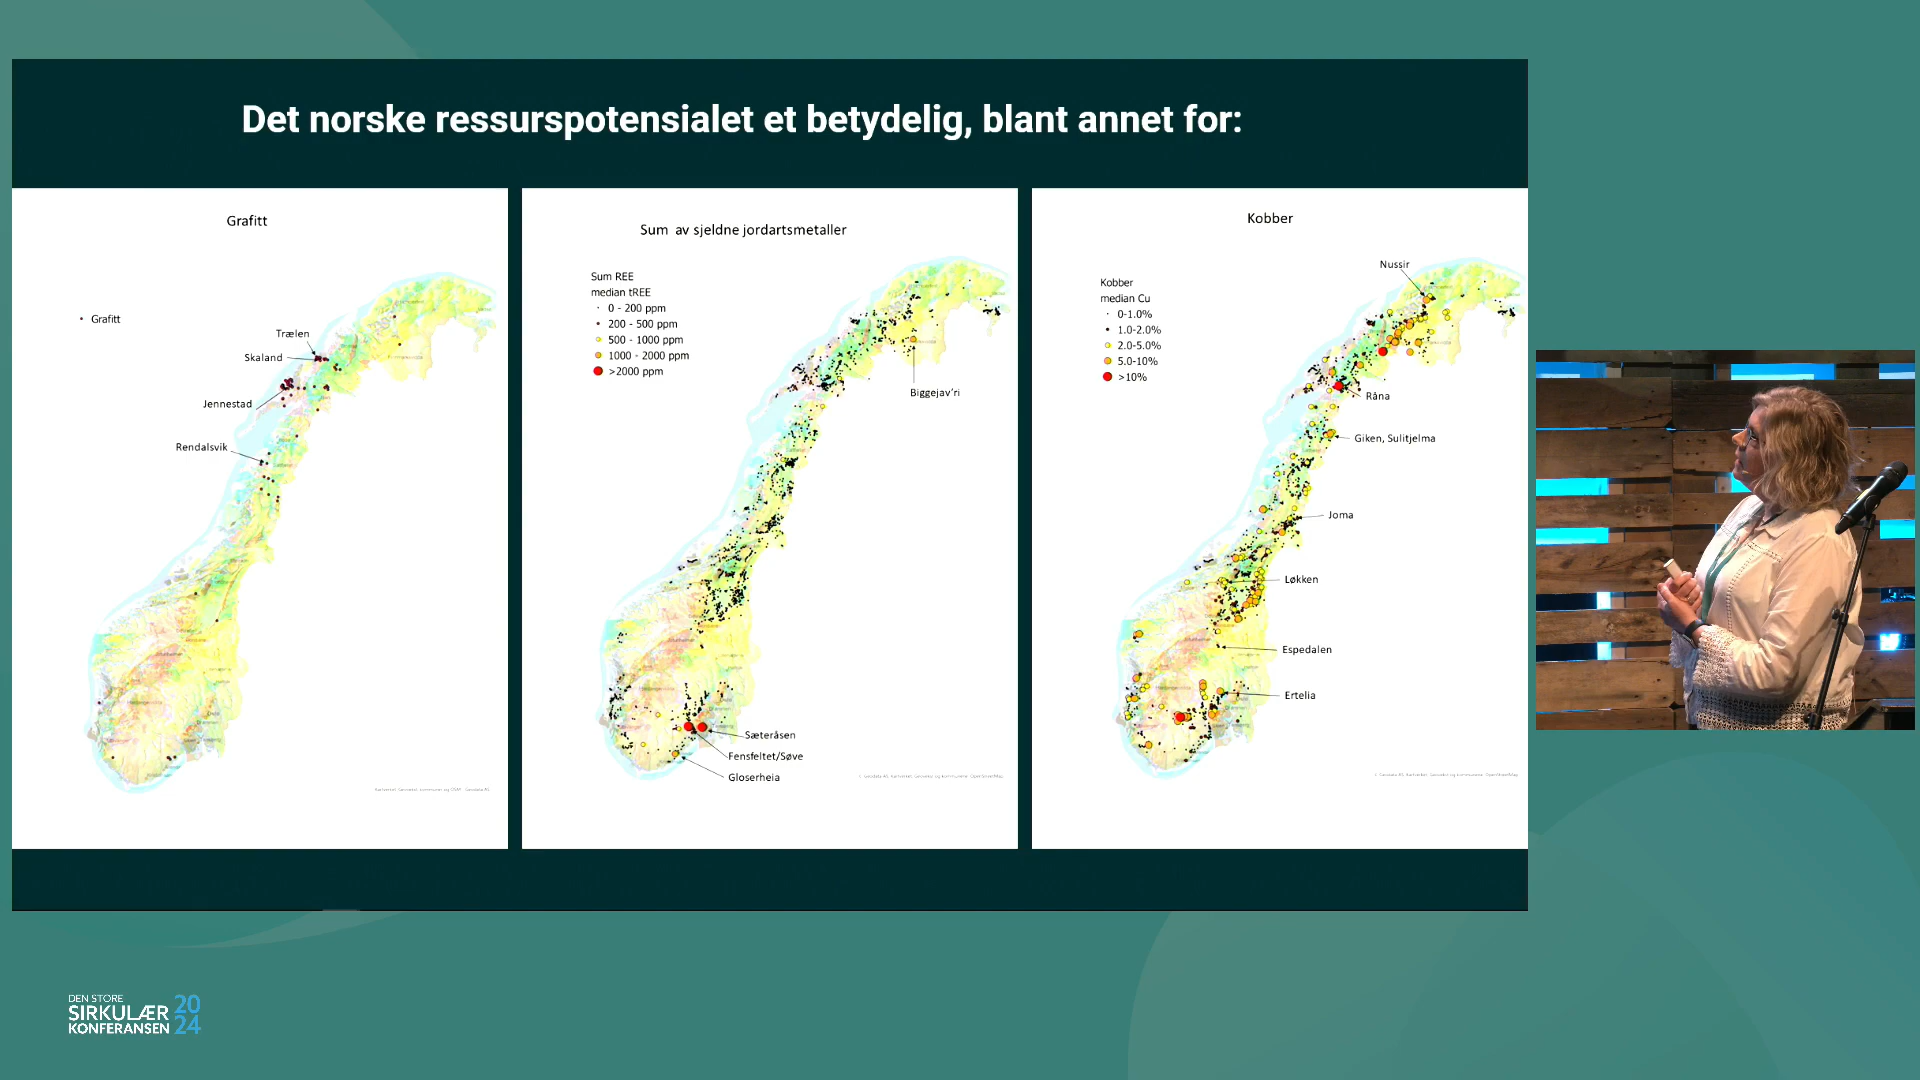 Det norske ressurspotensialet et betydelig, blant annet for:
Grafitt
Grafitt
Trælen
Skaland
Jennestad
Rendalsvik
Sum av sjeldne jordartsmetaller
Sum REE
median tREE
0 - 200 ppm
200 - 500 ppm
500 - 1000 ppm
1000 - 2000 ppm
>2000 ppm
Biggejav'ri
Sæteråsen
Fensfeltet/Søve
Gloserheia
Kobber
Kobber
median Cu
0-1.0%
1.0-2.0%
2.0-5.0%
5.0-10%
>10%
Nussir
Råna
Giken, Sulitjelma
Joma
Løkken
Espedalen
Ertelia
DEN STORE
SIRKULÆR
KONFERANSEN
20
24